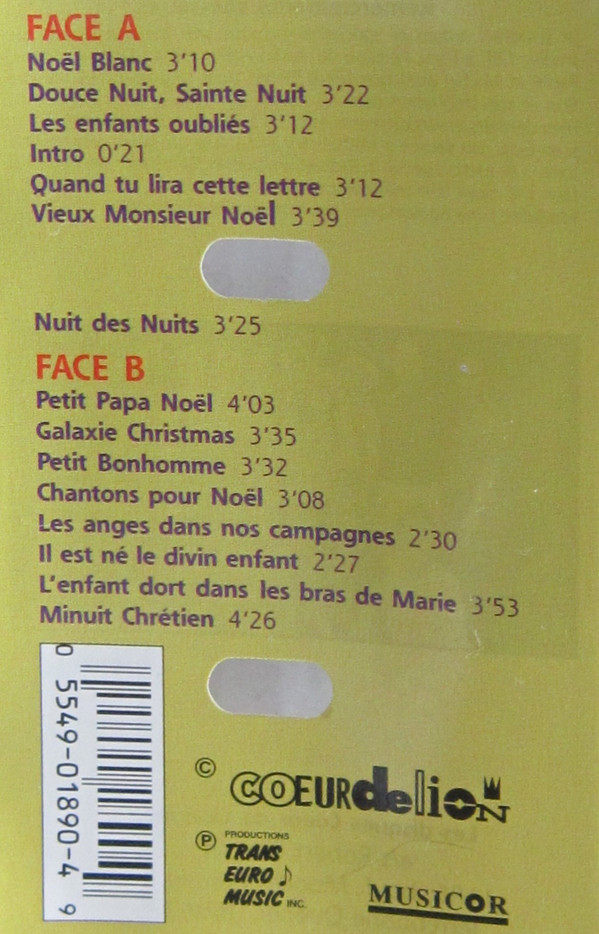 FACE A
Noël Blanc 3'10
Douce Nuit, Sainte Nuit 3'22
Les enfants oubliés 3'12
Intro 0'21
Quand tu lira cette lettre 3'12
Vieux Monsieur Noël 3'39
Nuit des Nuits 3'25
FACE B
Petit Papa Noël 4'03
Galaxie Christmas 3'35
Petit Bonhomme 3'32
Chantons pour Noël 3'08
Les anges dans nos campagnes 2'30
Il est né le divin enfant 2'27
L'enfant dort dans les bras de Marie 3'53
Minuit Chrétien 4'26
0 5549-01890-4 9
© COEURdeliON
℗ PRODUCTIONS
TRANS
EURO
MUSIC INC.
MUSICOR